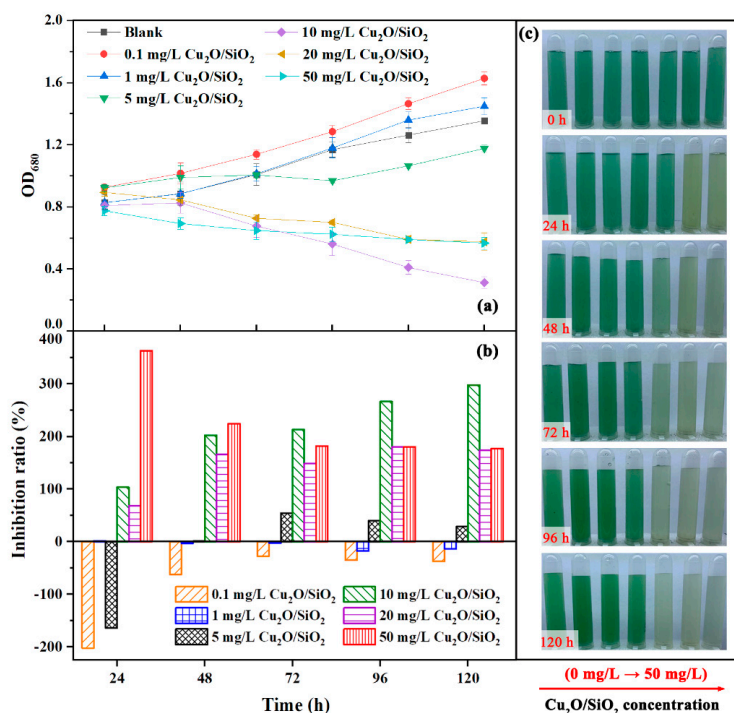 Blank
0.1 mg/L Cu₂O/SiO₂
1 mg/L Cu₂O/SiO₂
5 mg/L Cu₂O/SiO₂
10 mg/L Cu₂O/SiO₂
20 mg/L Cu₂O/SiO₂
50 mg/L Cu₂O/SiO₂
2.0
1.6
1.2
0.8
0.4
0.0
OD₆₈₀
(a)
400
300
200
100
0
-100
-200
Inhibition ratio (%)
(b)
0.1 mg/L Cu₂O/SiO₂
1 mg/L Cu₂O/SiO₂
5 mg/L Cu₂O/SiO₂
10 mg/L Cu₂O/SiO₂
20 mg/L Cu₂O/SiO₂
50 mg/L Cu₂O/SiO₂
24
48
72
96
120
Time (h)
(c)
0 h
24 h
48 h
72 h
96 h
120 h
(0 mg/L → 50 mg/L)
Cu₂O/SiO₂ concentration